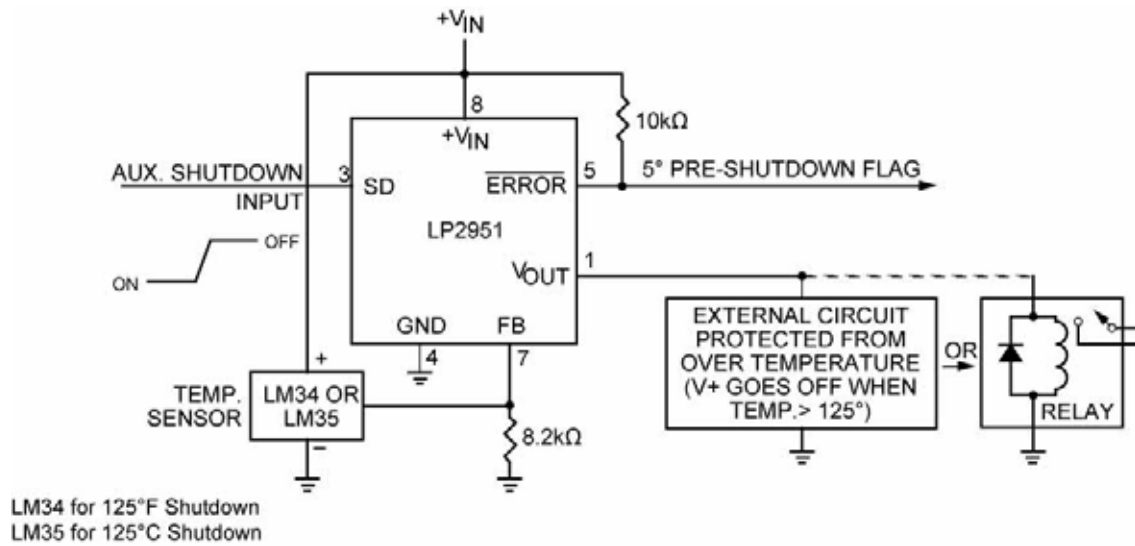 +VIN
8
+VIN
10kΩ
AUX. SHUTDOWN
INPUT
3
SD
ERROR
5
5° PRE-SHUTDOWN FLAG
LP2951
OFF
ON
VOUT
1
GND
FB
4
7
+
TEMP.
SENSOR
LM34 OR
LM35
–
8.2kΩ
EXTERNAL CIRCUIT
PROTECTED FROM
OVER TEMPERATURE
(V+ GOES OFF WHEN
TEMP.> 125°)
OR
RELAY
LM34 for 125°F Shutdown
LM35 for 125°C Shutdown